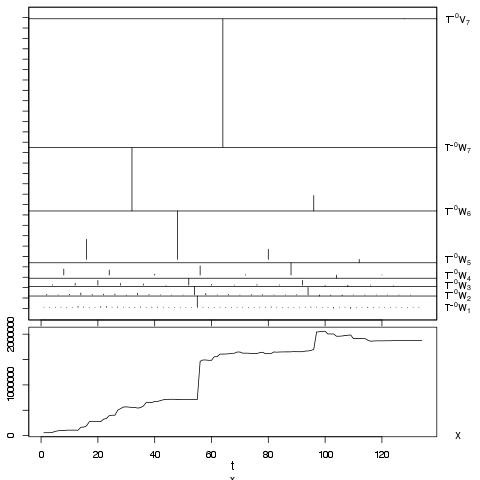 T⁻⁰V₇
T⁻⁰W₇
T⁻⁰W₆
T⁻⁰W₅
T⁻⁰W₄
T⁻⁰W₃
T⁻⁰W₂
T⁻⁰W₁
2000000
1000000
0
X
0 20 40 60 80 100 120
t
x